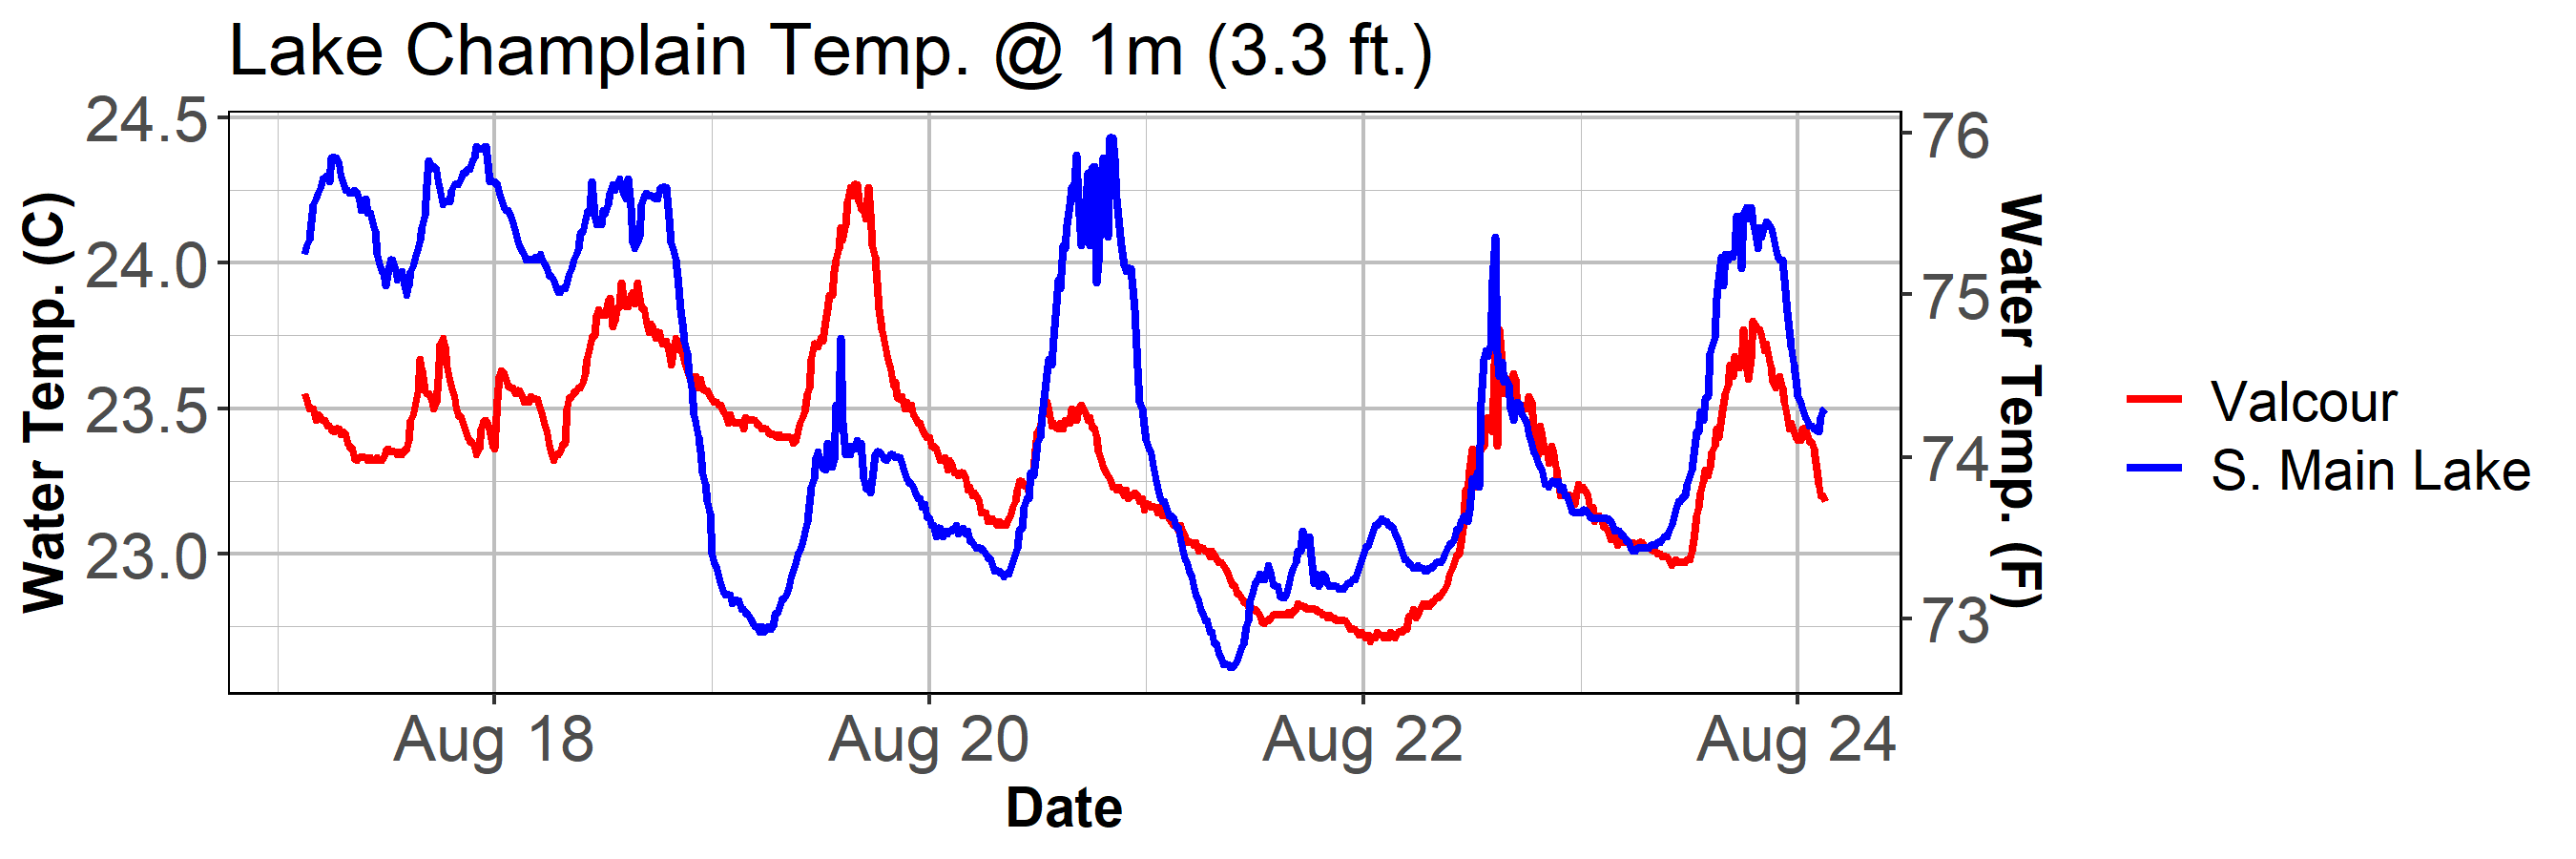 Lake Champlain Temp. @ 1m (3.3 ft.)
Water Temp. (C)
24.5
24.0
23.5
23.0
76
75
74
73
Water Temp. (F)
Aug 18
Aug 20
Aug 22
Aug 24
Date
Valcour
S. Main Lake